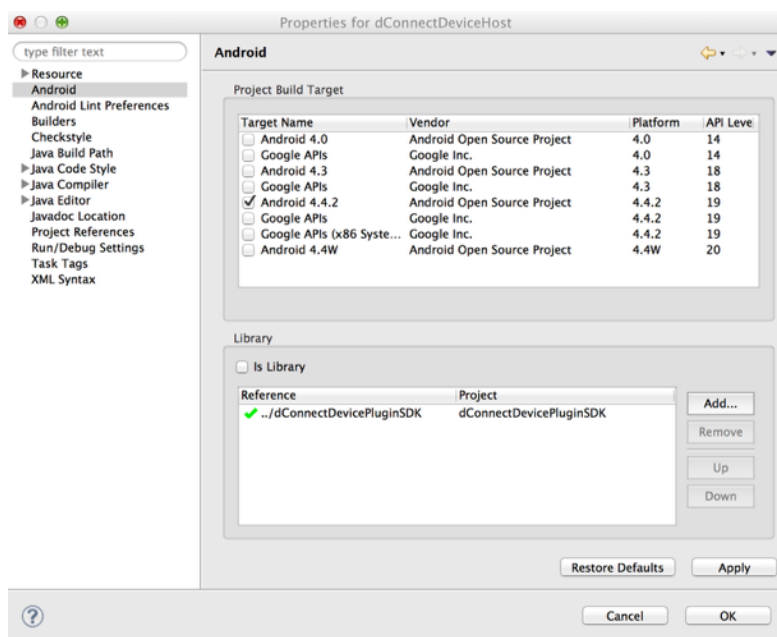 Properties for dConnectDeviceHost
type filter text
Resource
Android
Android Lint Preferences
Builders
Checkstyle
Java Build Path
Java Code Style
Java Compiler
Java Editor
Javadoc Location
Project References
Run/Debug Settings
Task Tags
XML Syntax
Android
Project Build Target
Target Name Vendor Platform API Leve
Android 4.0 Android Open Source Project 4.0 14
Google APIs Google Inc. 4.0 14
Android 4.3 Android Open Source Project 4.3 18
Google APIs Google Inc. 4.3 18
Android 4.4.2 Android Open Source Project 4.4.2 19
Google APIs Google Inc. 4.4.2 19
Google APIs (x86 Syste... Google Inc. 4.4.2 19
Android 4.4W Android Open Source Project 4.4W 20
Library
Is Library
Reference Project
../dConnectDevicePluginSDK dConnectDevicePluginSDK
Add...
Remove
Up
Down
Restore Defaults Apply
? Cancel OK